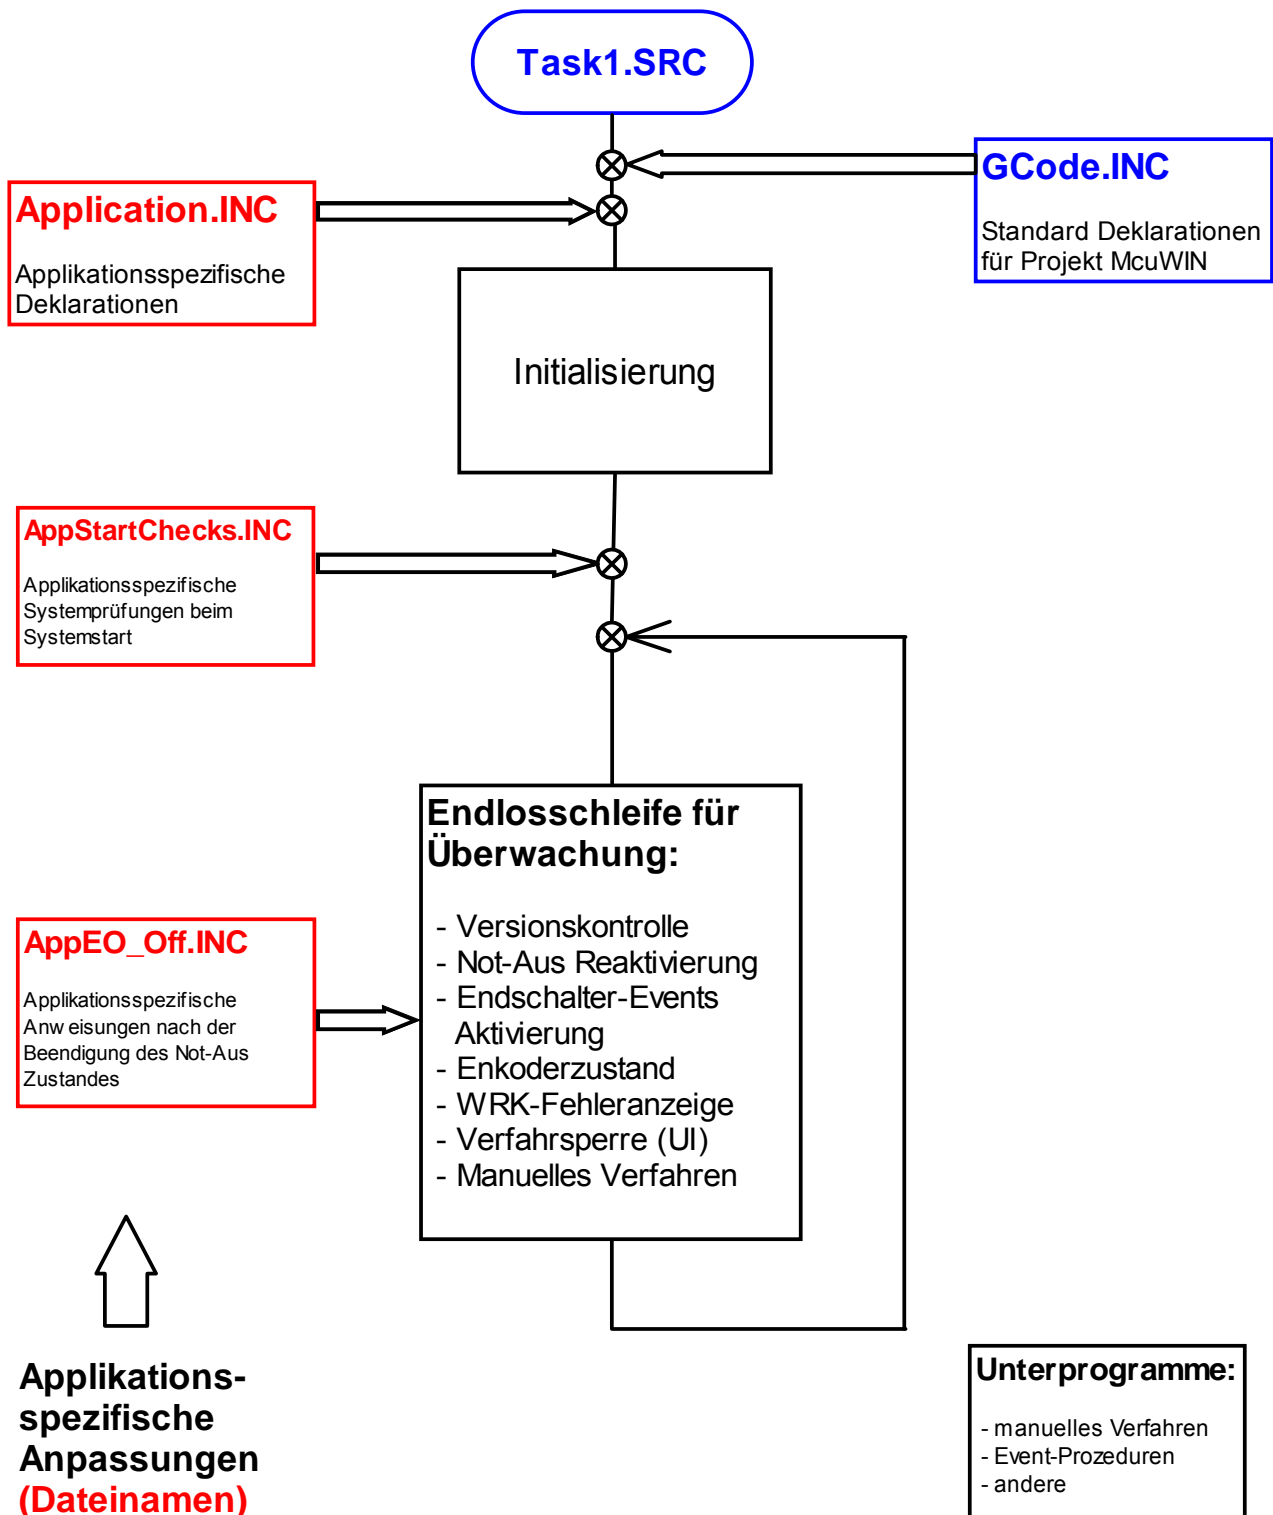 Task1.SRC
GCode.INC
Standard Deklarationen
für Projekt McuWIN
Application.INC
Applikationsspezifische
Deklarationen
Initialisierung
AppStartChecks.INC
Applikationsspezifische
Systemprüfungen beim
Systemstart
Endlosschleife für
Überwachung:
- Versionskontrolle
- Not-Aus Reaktivierung
- Endschalter-Events
Aktivierung
- Enkoderzustand
- WRK-Fehleranzeige
- Verfahrsperre (UI)
- Manuelles Verfahren
AppEO_Off.INC
Applikationsspezifische
Anweisungen nach der
Beendigung des Not-Aus
Zustandes
Applikations-
spezifische
Anpassungen
(Dateinamen)
Unterprogramme:
- manuelles Verfahren
- Event-Prozeduren
- andere